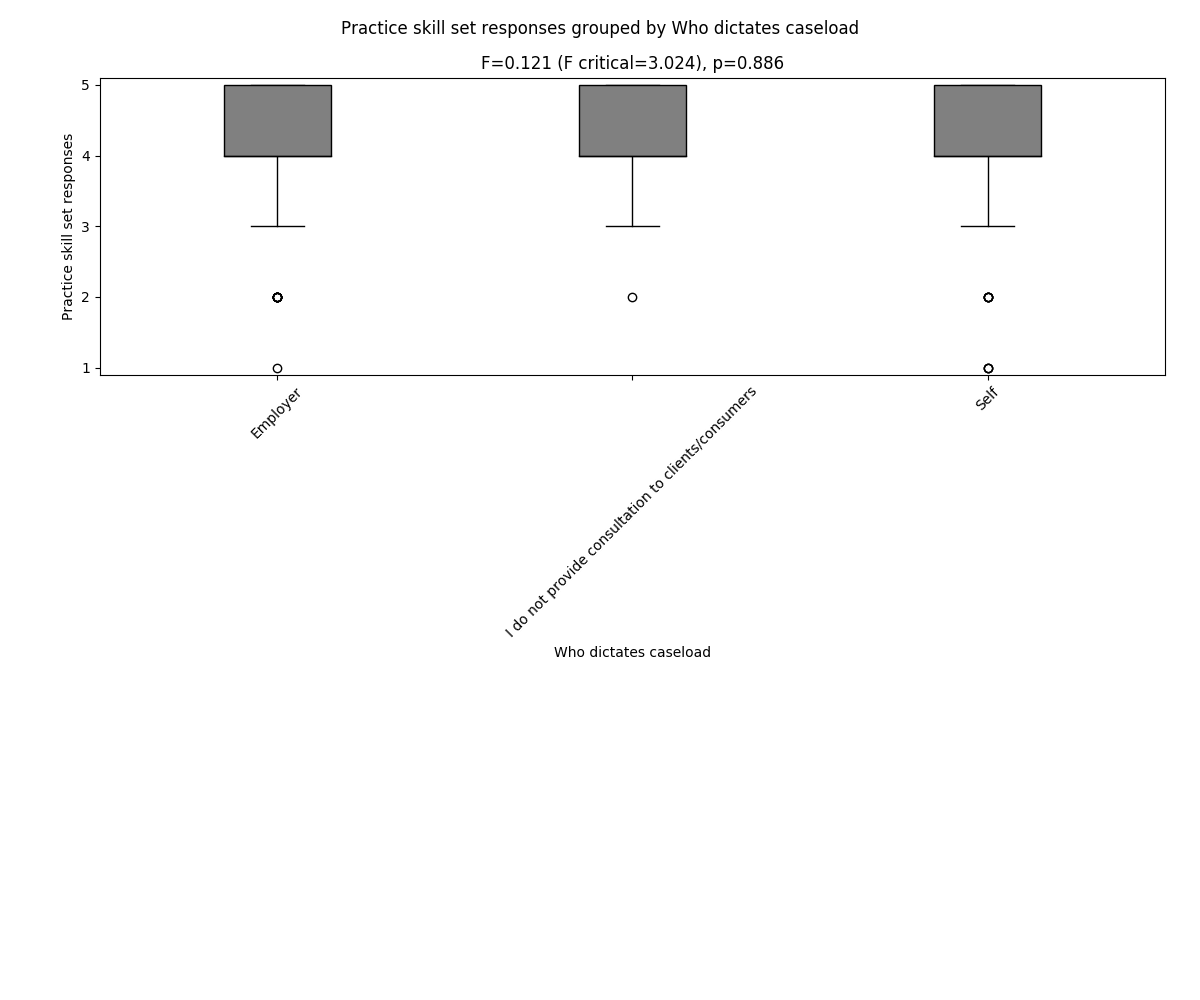 Practice skill set responses grouped by Who dictates caseload
F=0.121 (F critical=3.024), p=0.886
Practice skill set responses
5
4
3
2
1
Employer
I do not provide consultation to clients/consumers
Self
Who dictates caseload